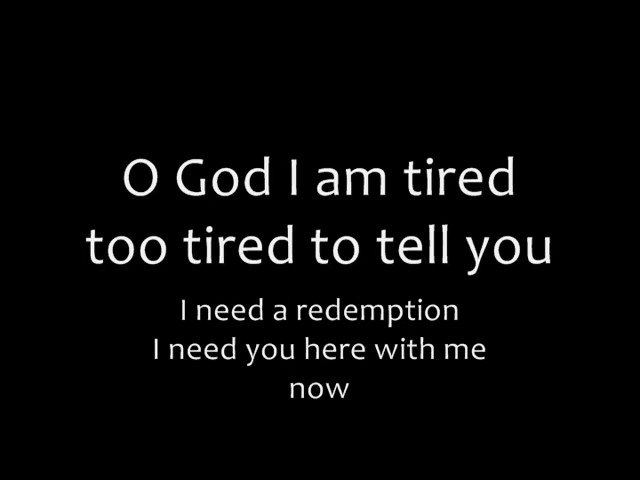 O God I am tired
too tired to tell you
I need a redemption
I need you here with me
now